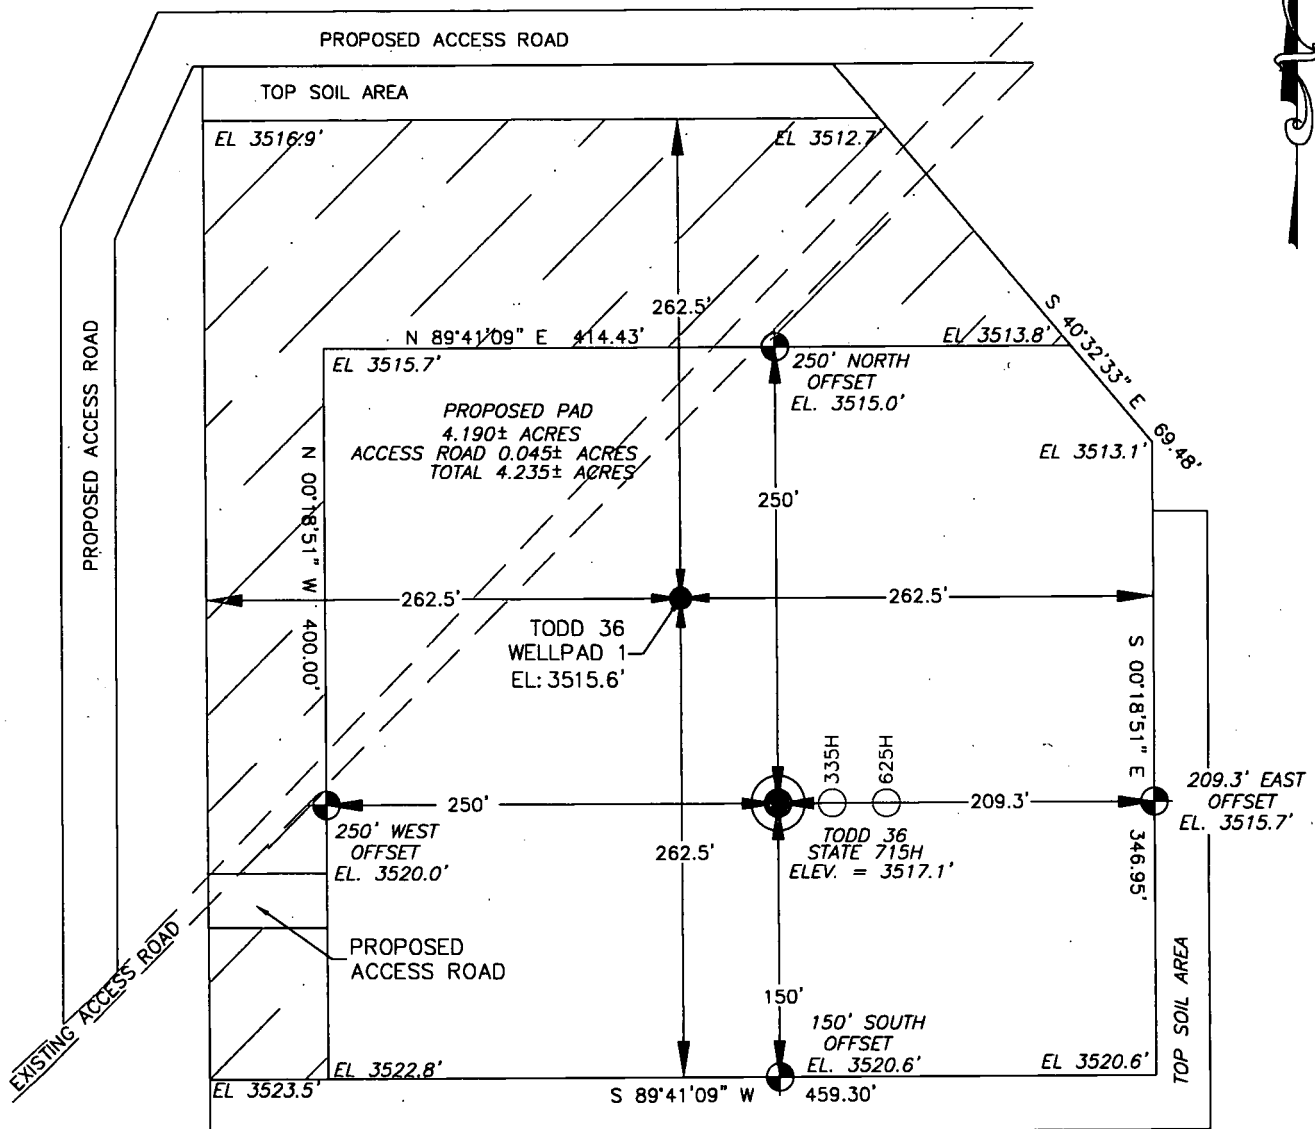 PROPOSED ACCESS ROAD
TOP SOIL AREA
EL 3516.9'
EL 3512.7'
262.5'
S 40°32'33" E 69.48'
N 89°41'09" E 414.43'
EL 3513.8'
EL 3515.7'
250' NORTH
OFFSET
EL. 3515.0'
PROPOSED ACCESS ROAD
PROPOSED PAD
4.190± ACRES
ACCESS ROAD 0.045± ACRES
TOTAL 4.235± ACRES
EL 3513.1'
N 00°18'51" W 400.00'
250'
262.5'
262.5'
TODD 36
WELLPAD 1
EL: 3515.6'
S 00°18'51" E 346.95'
335H
625H
250'
209.3'
209.3' EAST
OFFSET
EL. 3515.7'
250' WEST
OFFSET
EL. 3520.0'
262.5'
TODD 36
STATE 715H
ELEV. = 3517.1'
PROPOSED
ACCESS ROAD
EXISTING ACCESS ROAD
150'
150' SOUTH
OFFSET
EL. 3520.6'
EL 3520.6'
TOP SOIL AREA
EL 3523.5'
EL 3522.8'
S 89°41'09" W 459.30'